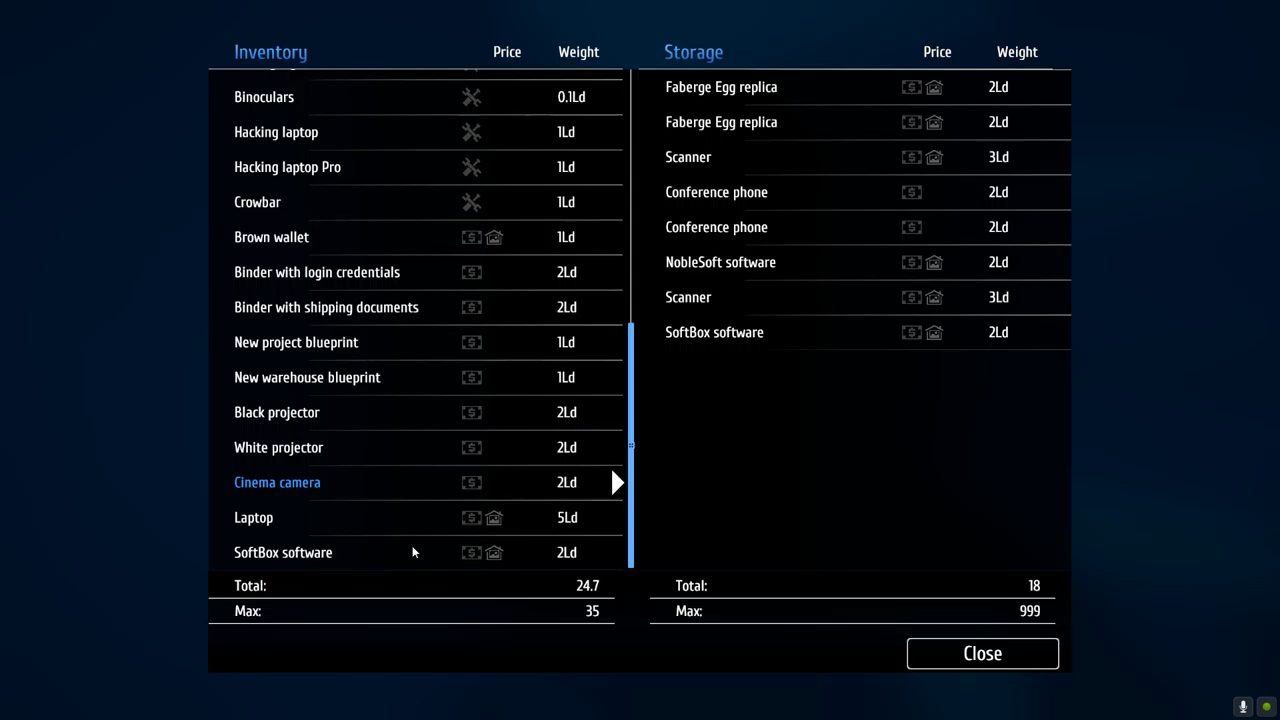 Inventory Price Weight
Binoculars 0.1Ld
Hacking laptop 1Ld
Hacking laptop Pro 1Ld
Crowbar 1Ld
Brown wallet 1Ld
Binder with login credentials 2Ld
Binder with shipping documents 2Ld
New project blueprint 1Ld
New warehouse blueprint 1Ld
Black projector 2Ld
White projector 2Ld
Cinema camera 2Ld
Laptop 5Ld
SoftBox software 2Ld
Total: 24.7
Max: 35
Storage Price Weight
Faberge Egg replica 2Ld
Faberge Egg replica 2Ld
Scanner 3Ld
Conference phone 2Ld
Conference phone 2Ld
NobleSoft software 2Ld
Scanner 3Ld
SoftBox software 2Ld
Total: 18
Max: 999
Close